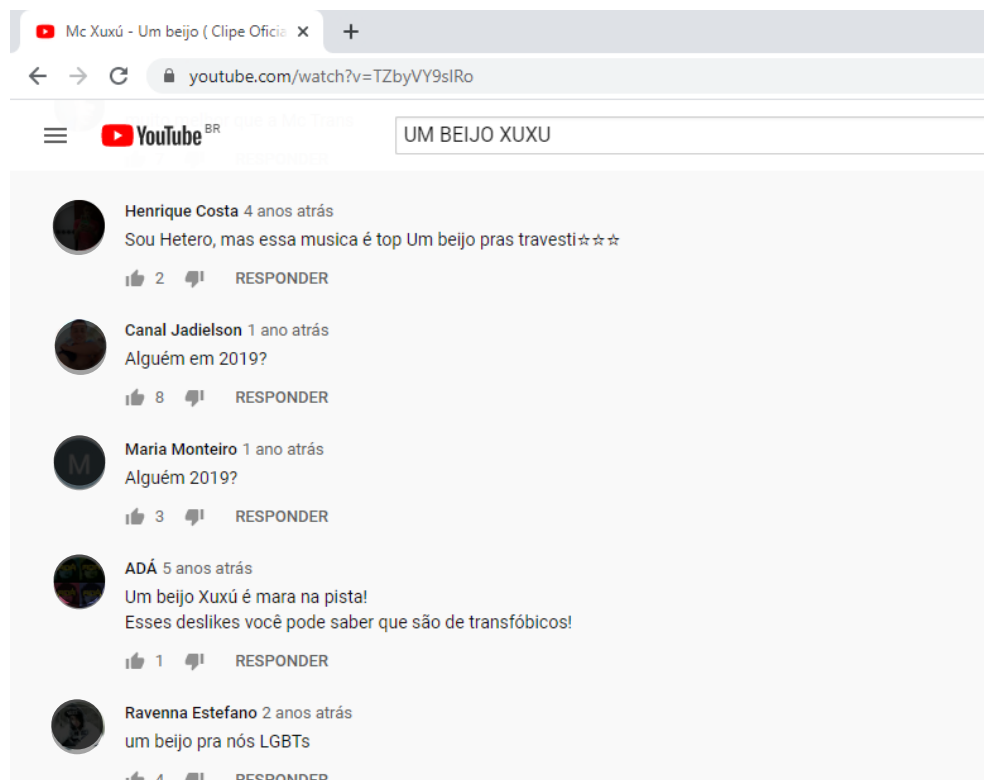 Mc Xuxú - Um beijo ( Clipe Oficia
youtube.com/watch?v=TZbyVY9sIRo
YouTube BR
UM BEIJO XUXU
Henrique Costa 4 anos atrás
Sou Hetero, mas essa musica é top Um beijo pras travesti☆☆☆
2 RESPONDER
Canal Jadielson 1 ano atrás
Alguém em 2019?
8 RESPONDER
M
Maria Monteiro 1 ano atrás
Alguém 2019?
3 RESPONDER
ADÁ 5 anos atrás
Um beijo Xuxú é mara na pista!
Esses deslikes você pode saber que são de transfóbicos!
1 RESPONDER
Ravenna Estefano 2 anos atrás
um beijo pra nós LGBTs
4 RESPONDER